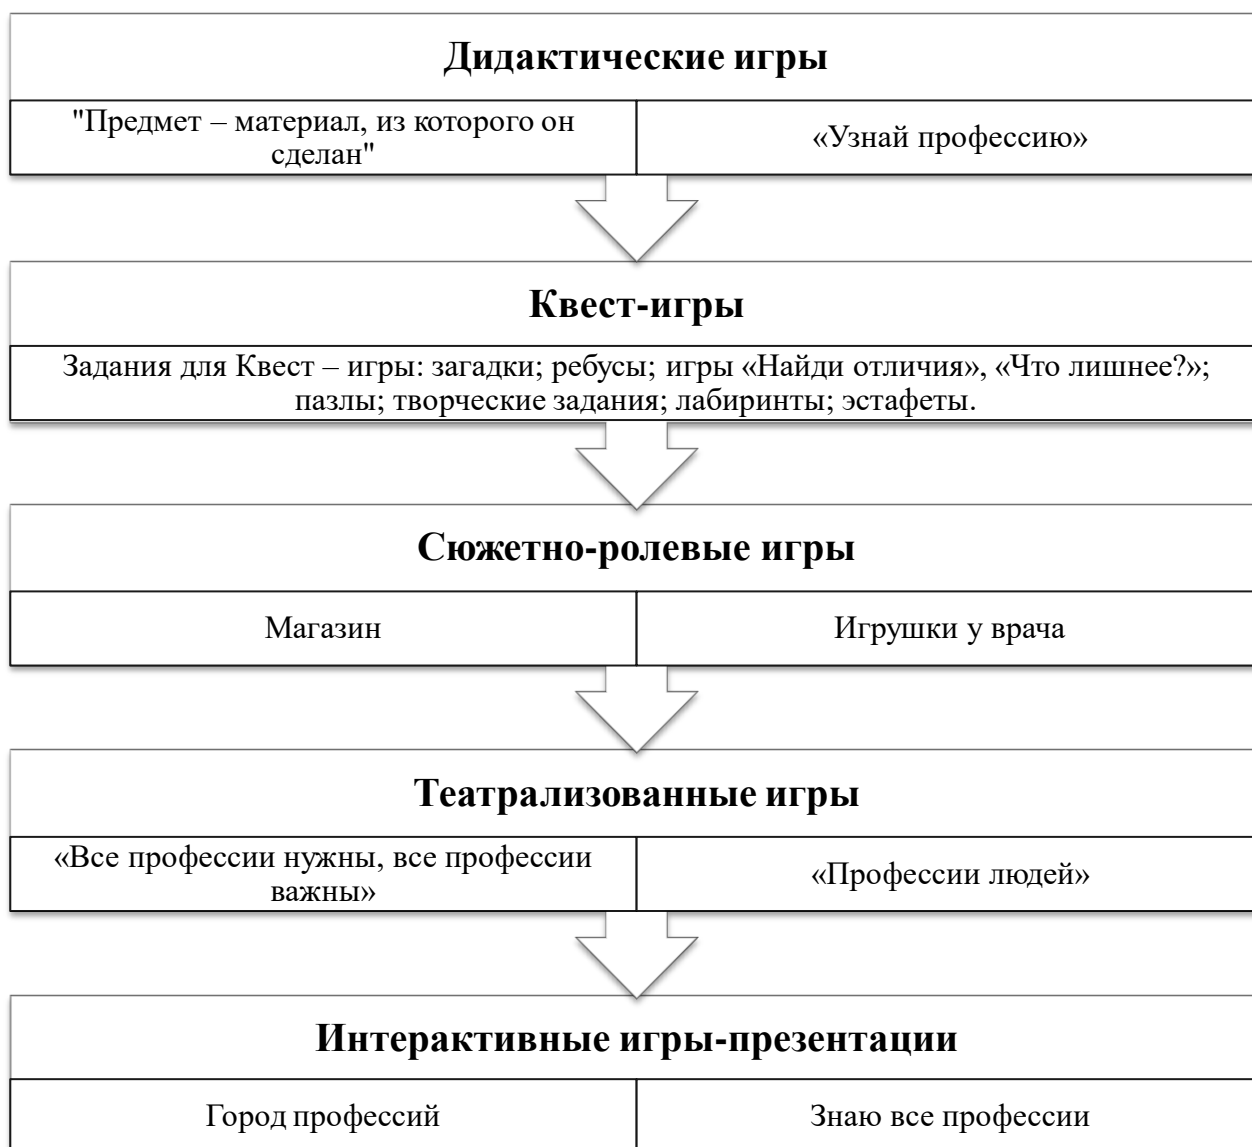 Дидактические игры
"Предмет – материал, из которого он
сделан"
«Узнай профессию»
Квест-игры
Задания для Квест – игры: загадки; ребусы; игры «Найди отличия», «Что лишнее?»;
пазлы; творческие задания; лабиринты; эстафеты.
Сюжетно-ролевые игры
Магазин
Игрушки у врача
Театрализованные игры
«Все профессии нужны, все профессии
важны»
«Профессии людей»
Интерактивные игры-презентации
Город профессий
Знаю все профессии